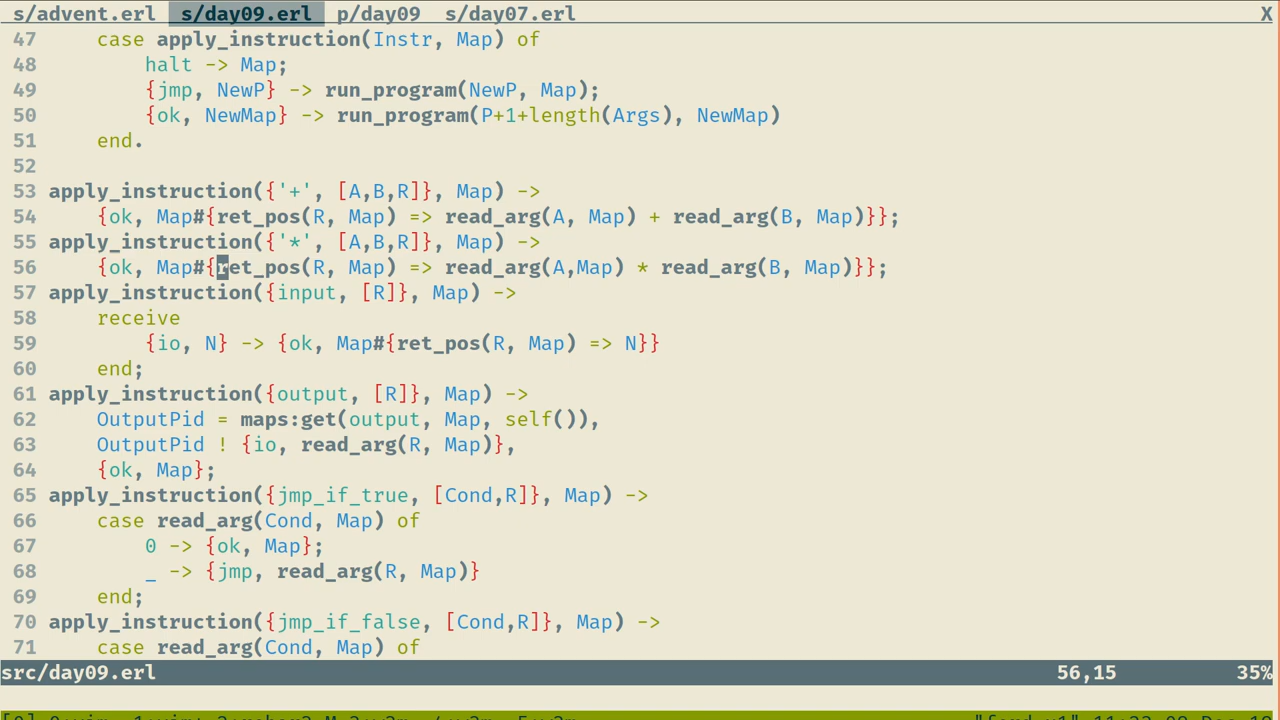 s/advent.erl s/day09.erl p/day09 s/day07.erl X
47 case apply_instruction(Instr, Map) of
48 halt -> Map;
49 {jmp, NewP} -> run_program(NewP, Map);
50 {ok, NewMap} -> run_program(P+1+length(Args), NewMap)
51 end.
52
53 apply_instruction({'+', [A,B,R]}, Map) ->
54 {ok, Map#{ret_pos(R, Map) => read_arg(A, Map) + read_arg(B, Map)}};
55 apply_instruction({'*', [A,B,R]}, Map) ->
56 {ok, Map#{ret_pos(R, Map) => read_arg(A,Map) * read_arg(B, Map)}};
57 apply_instruction({input, [R]}, Map) ->
58 receive
59 {io, N} -> {ok, Map#{ret_pos(R, Map) => N}}
60 end;
61 apply_instruction({output, [R]}, Map) ->
62 OutputPid = maps:get(output, Map, self()),
63 OutputPid ! {io, read_arg(R, Map)},
64 {ok, Map};
65 apply_instruction({jmp_if_true, [Cond,R]}, Map) ->
66 case read_arg(Cond, Map) of
67 0 -> {ok, Map};
68 _ -> {jmp, read_arg(R, Map)}
69 end;
70 apply_instruction({jmp_if_false, [Cond,R]}, Map) ->
71 case read_arg(Cond, Map) of
src/day09.erl 56,15 35%